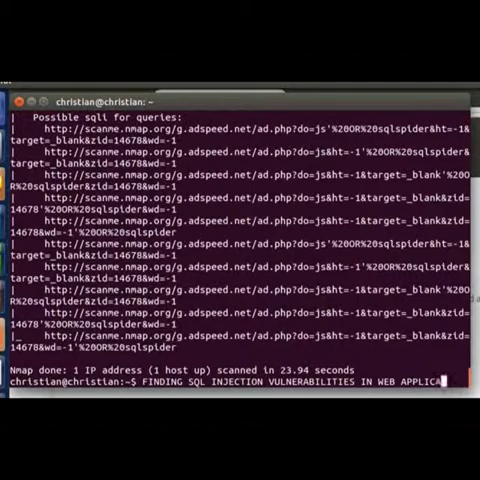 christian@christian: ~
|   Possible sqli for queries:
|     http://scanme.nmap.org/g.adspeed.net/ad.php?do=js'%20OR%20sqlspider&ht=-1&
target=_blank&zid=14678&wd=-1
|     http://scanme.nmap.org/g.adspeed.net/ad.php?do=js&ht=-1'%20OR%20sqlspider&
target=_blank&zid=14678&wd=-1
|     http://scanme.nmap.org/g.adspeed.net/ad.php?do=js&ht=-1&target=_blank'%20O
R%20sqlspider&zid=14678&wd=-1
|     http://scanme.nmap.org/g.adspeed.net/ad.php?do=js&ht=-1&target=_blank&zid=
14678'%20OR%20sqlspider&wd=-1
|     http://scanme.nmap.org/g.adspeed.net/ad.php?do=js&ht=-1&target=_blank&zid=
14678&wd=-1'%20OR%20sqlspider
|     http://scanme.nmap.org/g.adspeed.net/ad.php?do=js'%20OR%20sqlspider&ht=-1&
target=_blank&zid=14678&wd=-1
|     http://scanme.nmap.org/g.adspeed.net/ad.php?do=js&ht=-1'%20OR%20sqlspider&
target=_blank&zid=14678&wd=-1
|     http://scanme.nmap.org/g.adspeed.net/ad.php?do=js&ht=-1&target=_blank'%20O
R%20sqlspider&zid=14678&wd=-1
|     http://scanme.nmap.org/g.adspeed.net/ad.php?do=js&ht=-1&target=_blank&zid=
14678'%20OR%20sqlspider&wd=-1
|_    http://scanme.nmap.org/g.adspeed.net/ad.php?do=js&ht=-1&target=_blank&zid=
14678&wd=-1'%20OR%20sqlspider
Nmap done: 1 IP address (1 host up) scanned in 23.94 seconds
christian@christian:~$ FINDING SQL INJECTION VULNERABILITIES IN WEB APPLICA